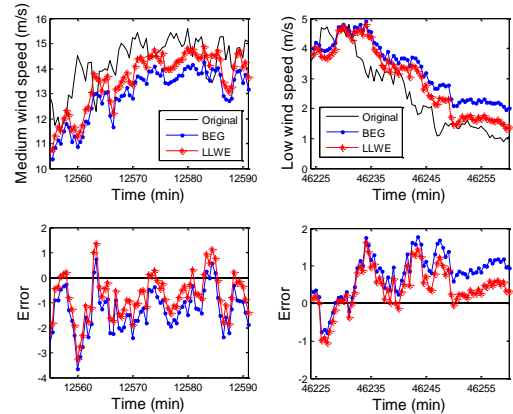 Medium wind speed (m/s)
16
15
14
13
12
11
10
12560
12570
12580
12590
Time (min)
Original
BEG
LLWE
Low wind speed (m/s)
5
4
3
2
1
0
46225
46235
46245
46255
Time (min)
Original
BEG
LLWE
Error
2
1
0
-1
-2
-3
-4
12560
12570
12580
12590
Time (min)
Error
2
1
0
-1
-2
46225
46235
46245
46255
Time (min)